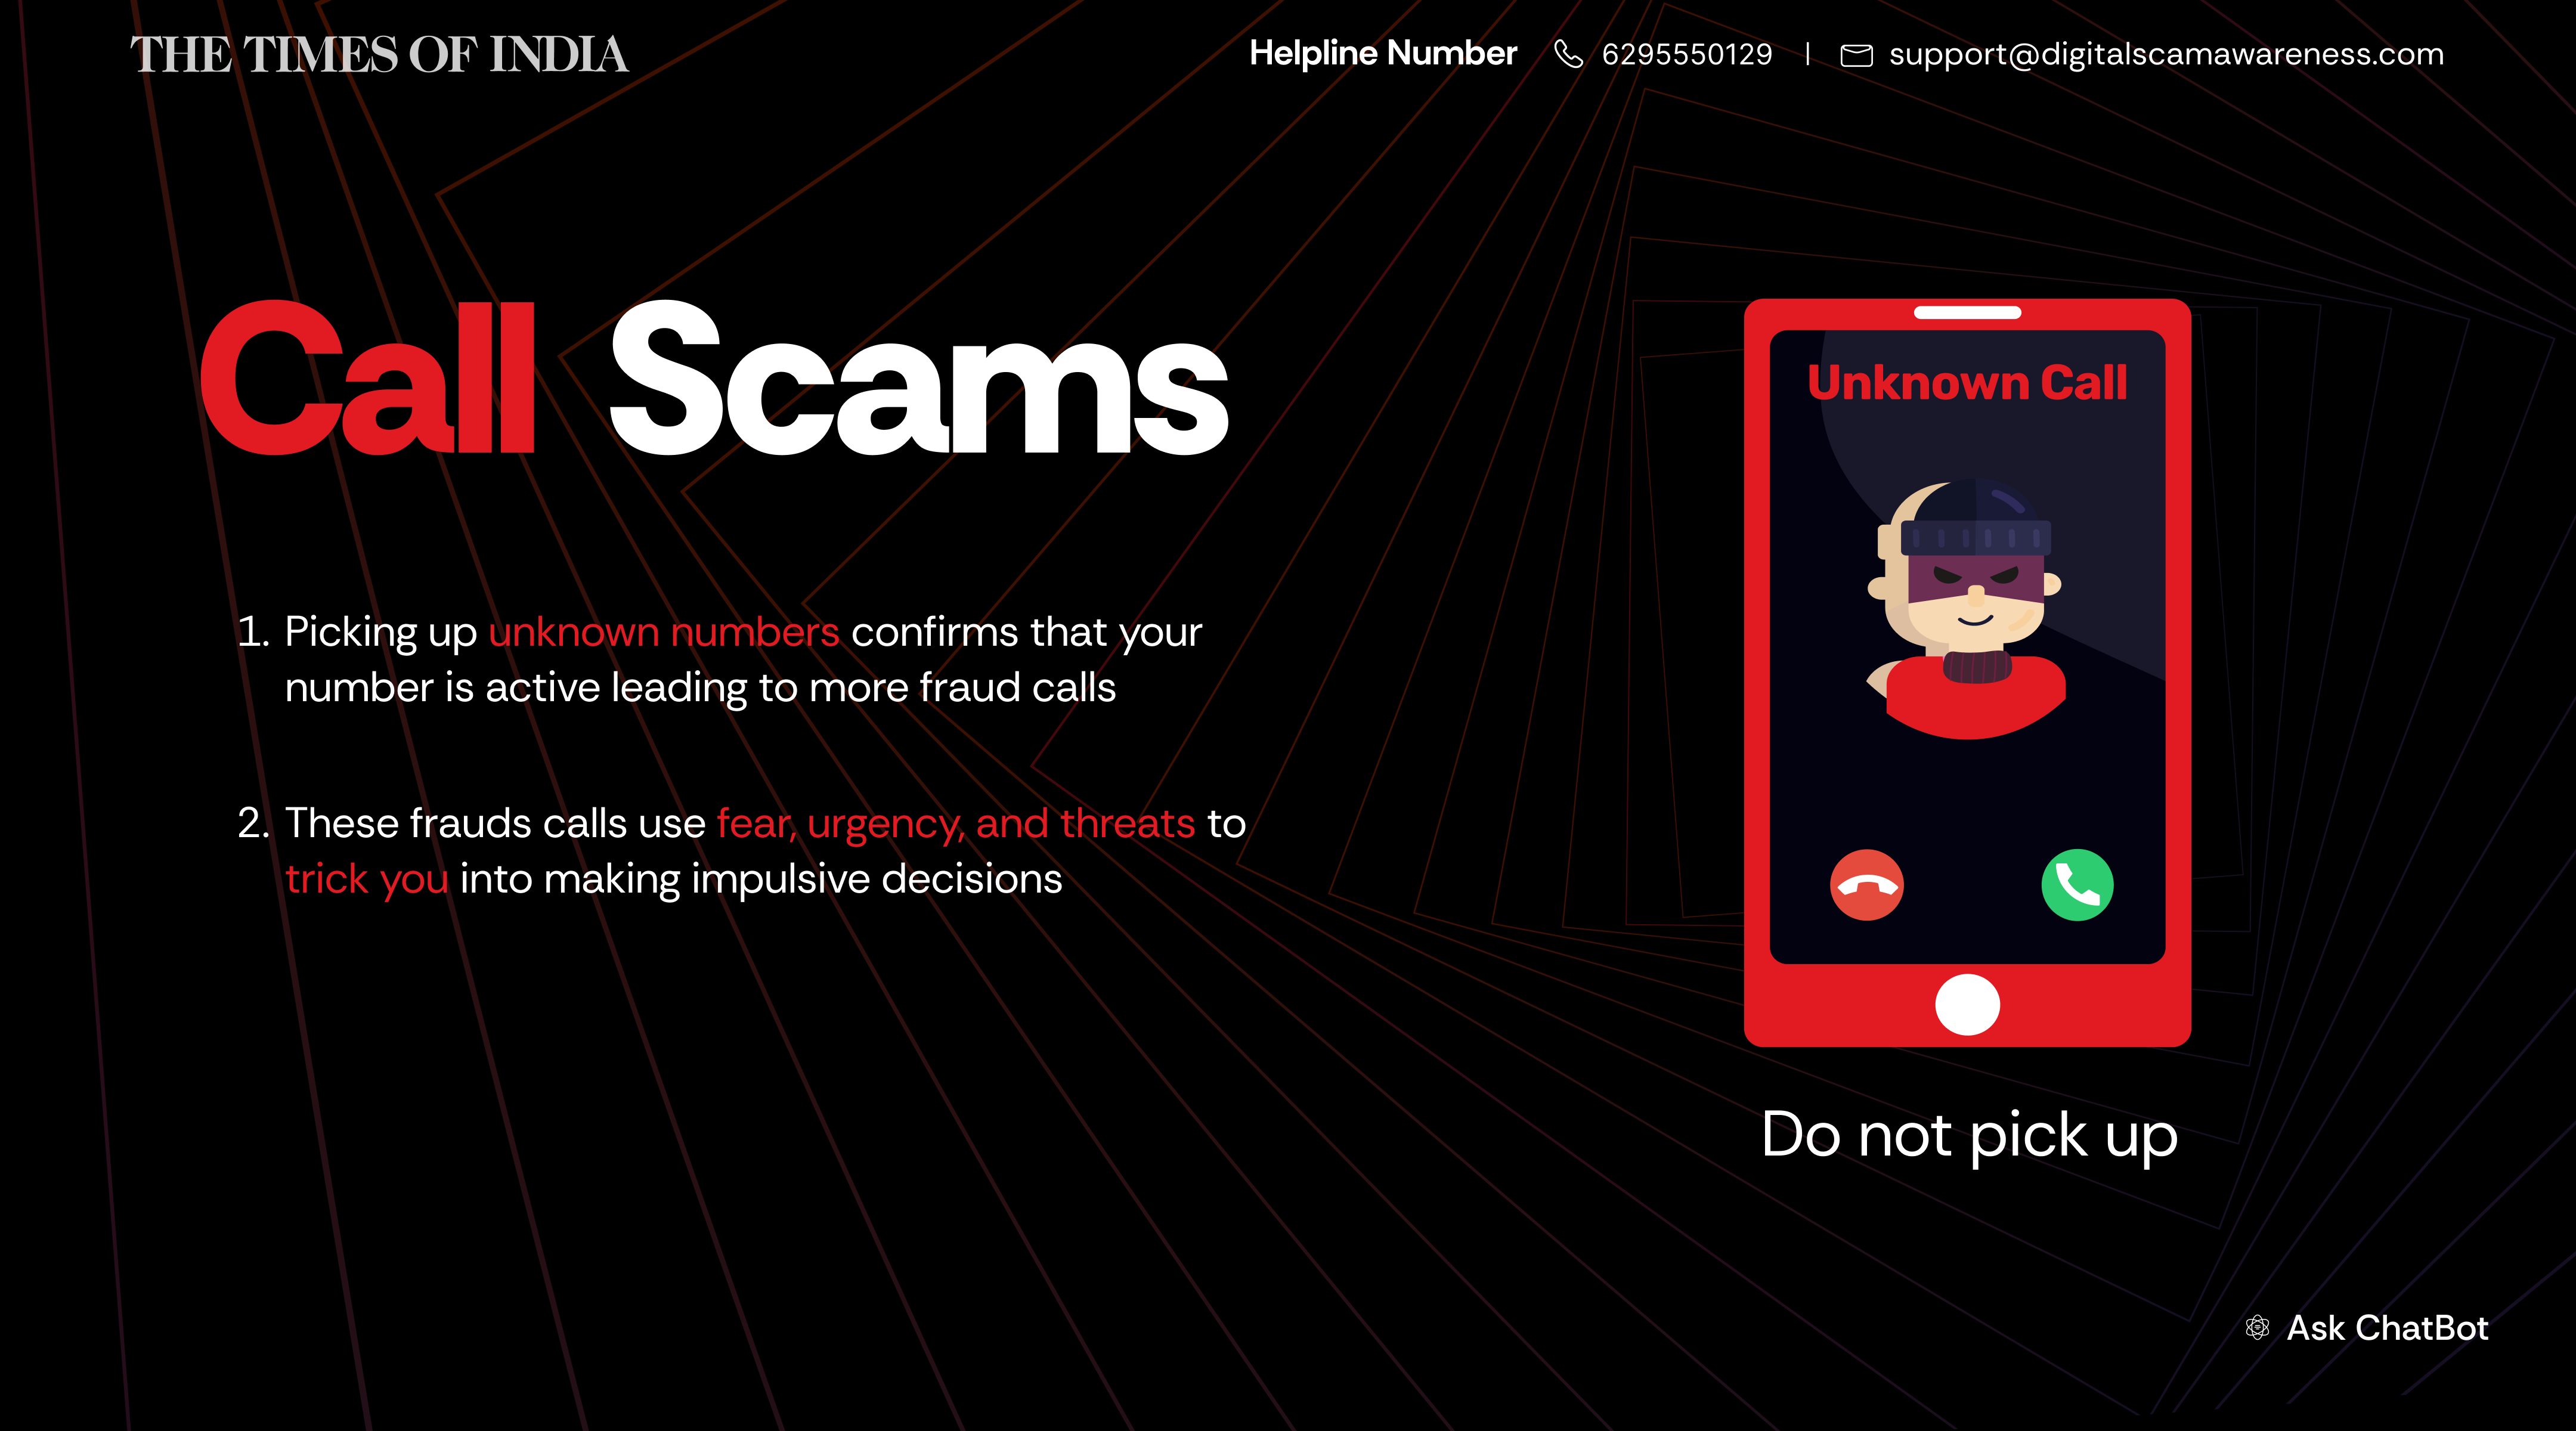 THE TIMES OF INDIA
Helpline Number 6295550129 | support@digitalscamawareness.com
Call Scams
Unknown Call
1. Picking up unknown numbers confirms that your
number is active leading to more fraud calls
2. These frauds calls use fear, urgency, and threats to
trick you into making impulsive decisions
Do not pick up
Ask ChatBot